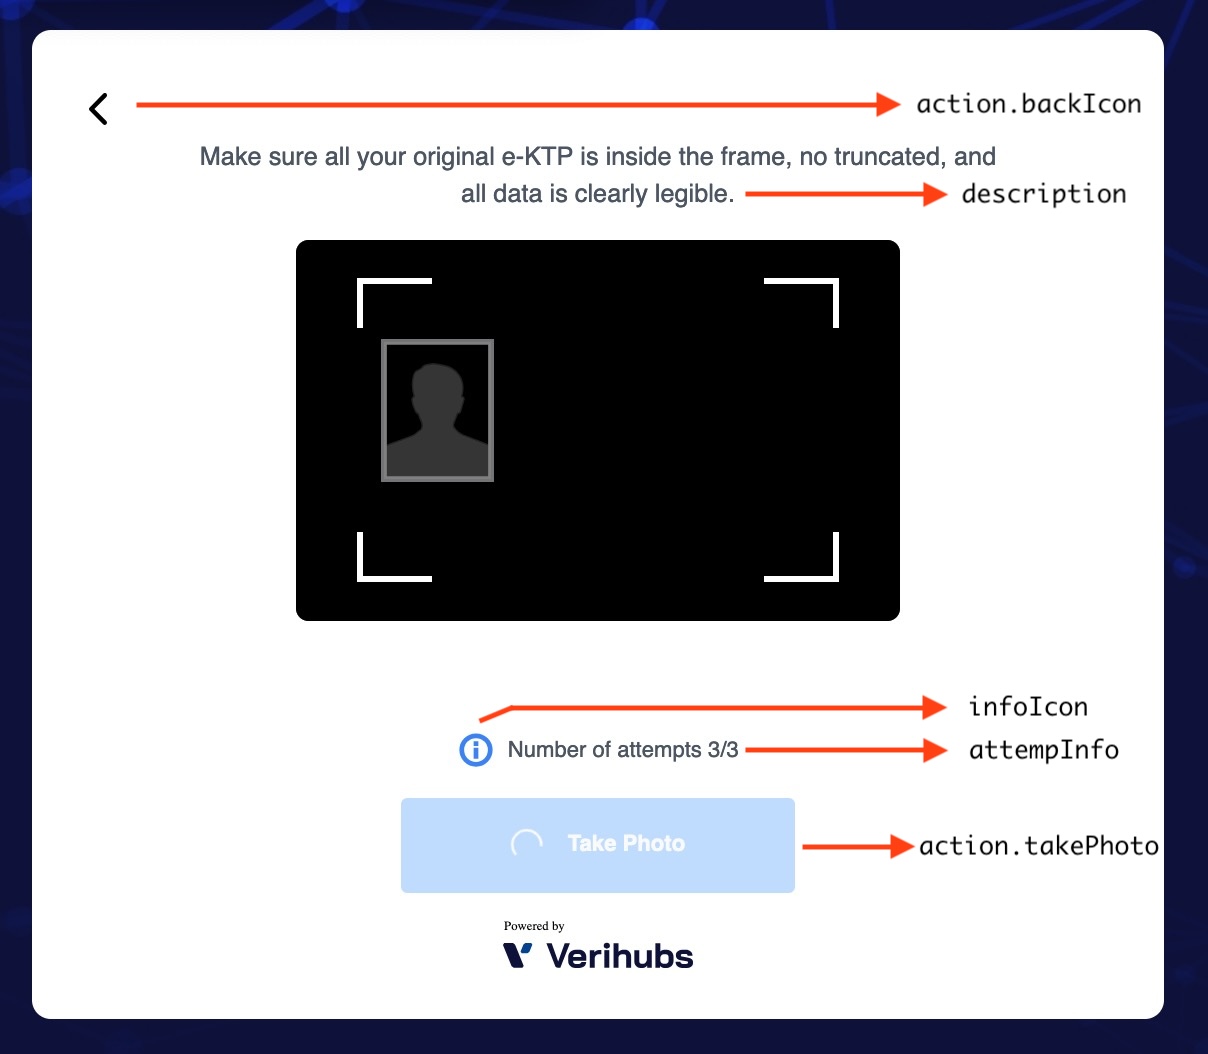 action.backIcon
Make sure all your original e-KTP is inside the frame, no truncated, and
all data is clearly legible.
description
infoIcon
Number of attempts 3/3
attempInfo
Take Photo
action.takePhoto
Powered by
Verihubs